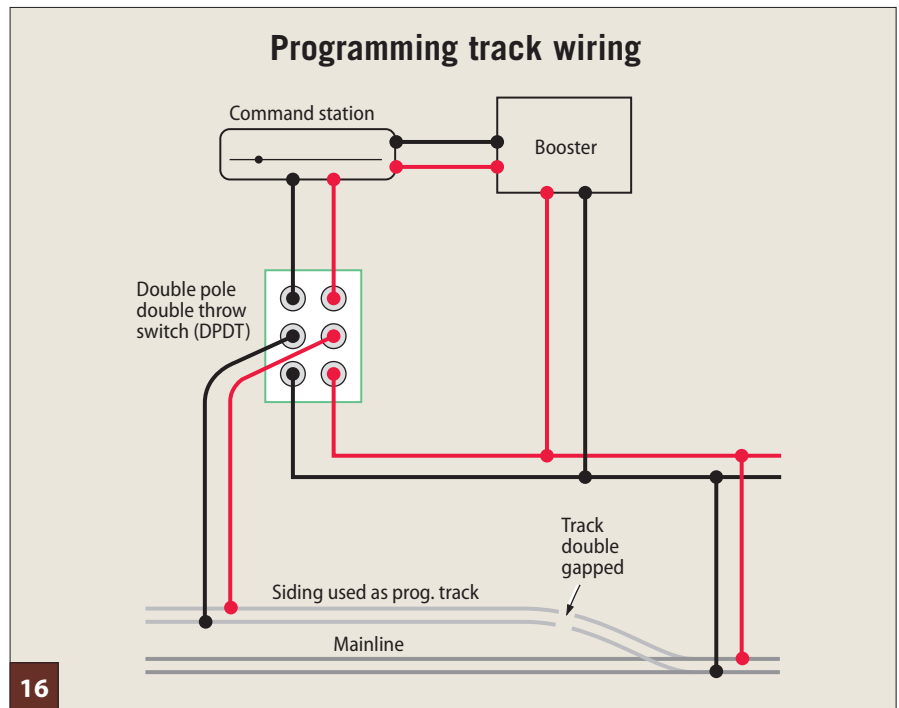 Programming track wiring
Command station
Booster
Double pole
double throw
switch (DPDT)
Track
double
gapped
Siding used as prog. track
Mainline
16